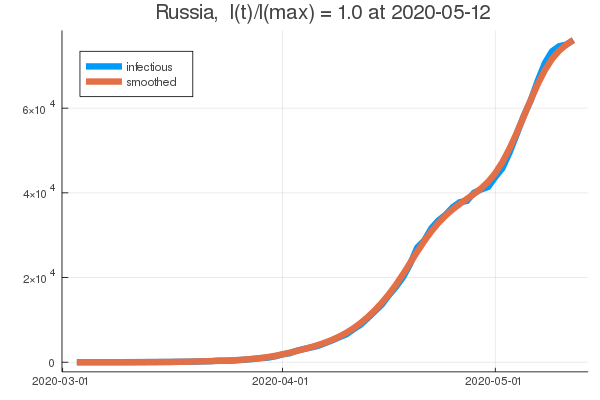 Russia, I(t)/I(max) = 1.0 at 2020-05-12
infectious
smoothed
6×10 4
4×10 4
2×10 4
0
2020-03-01 2020-04-01 2020-05-01